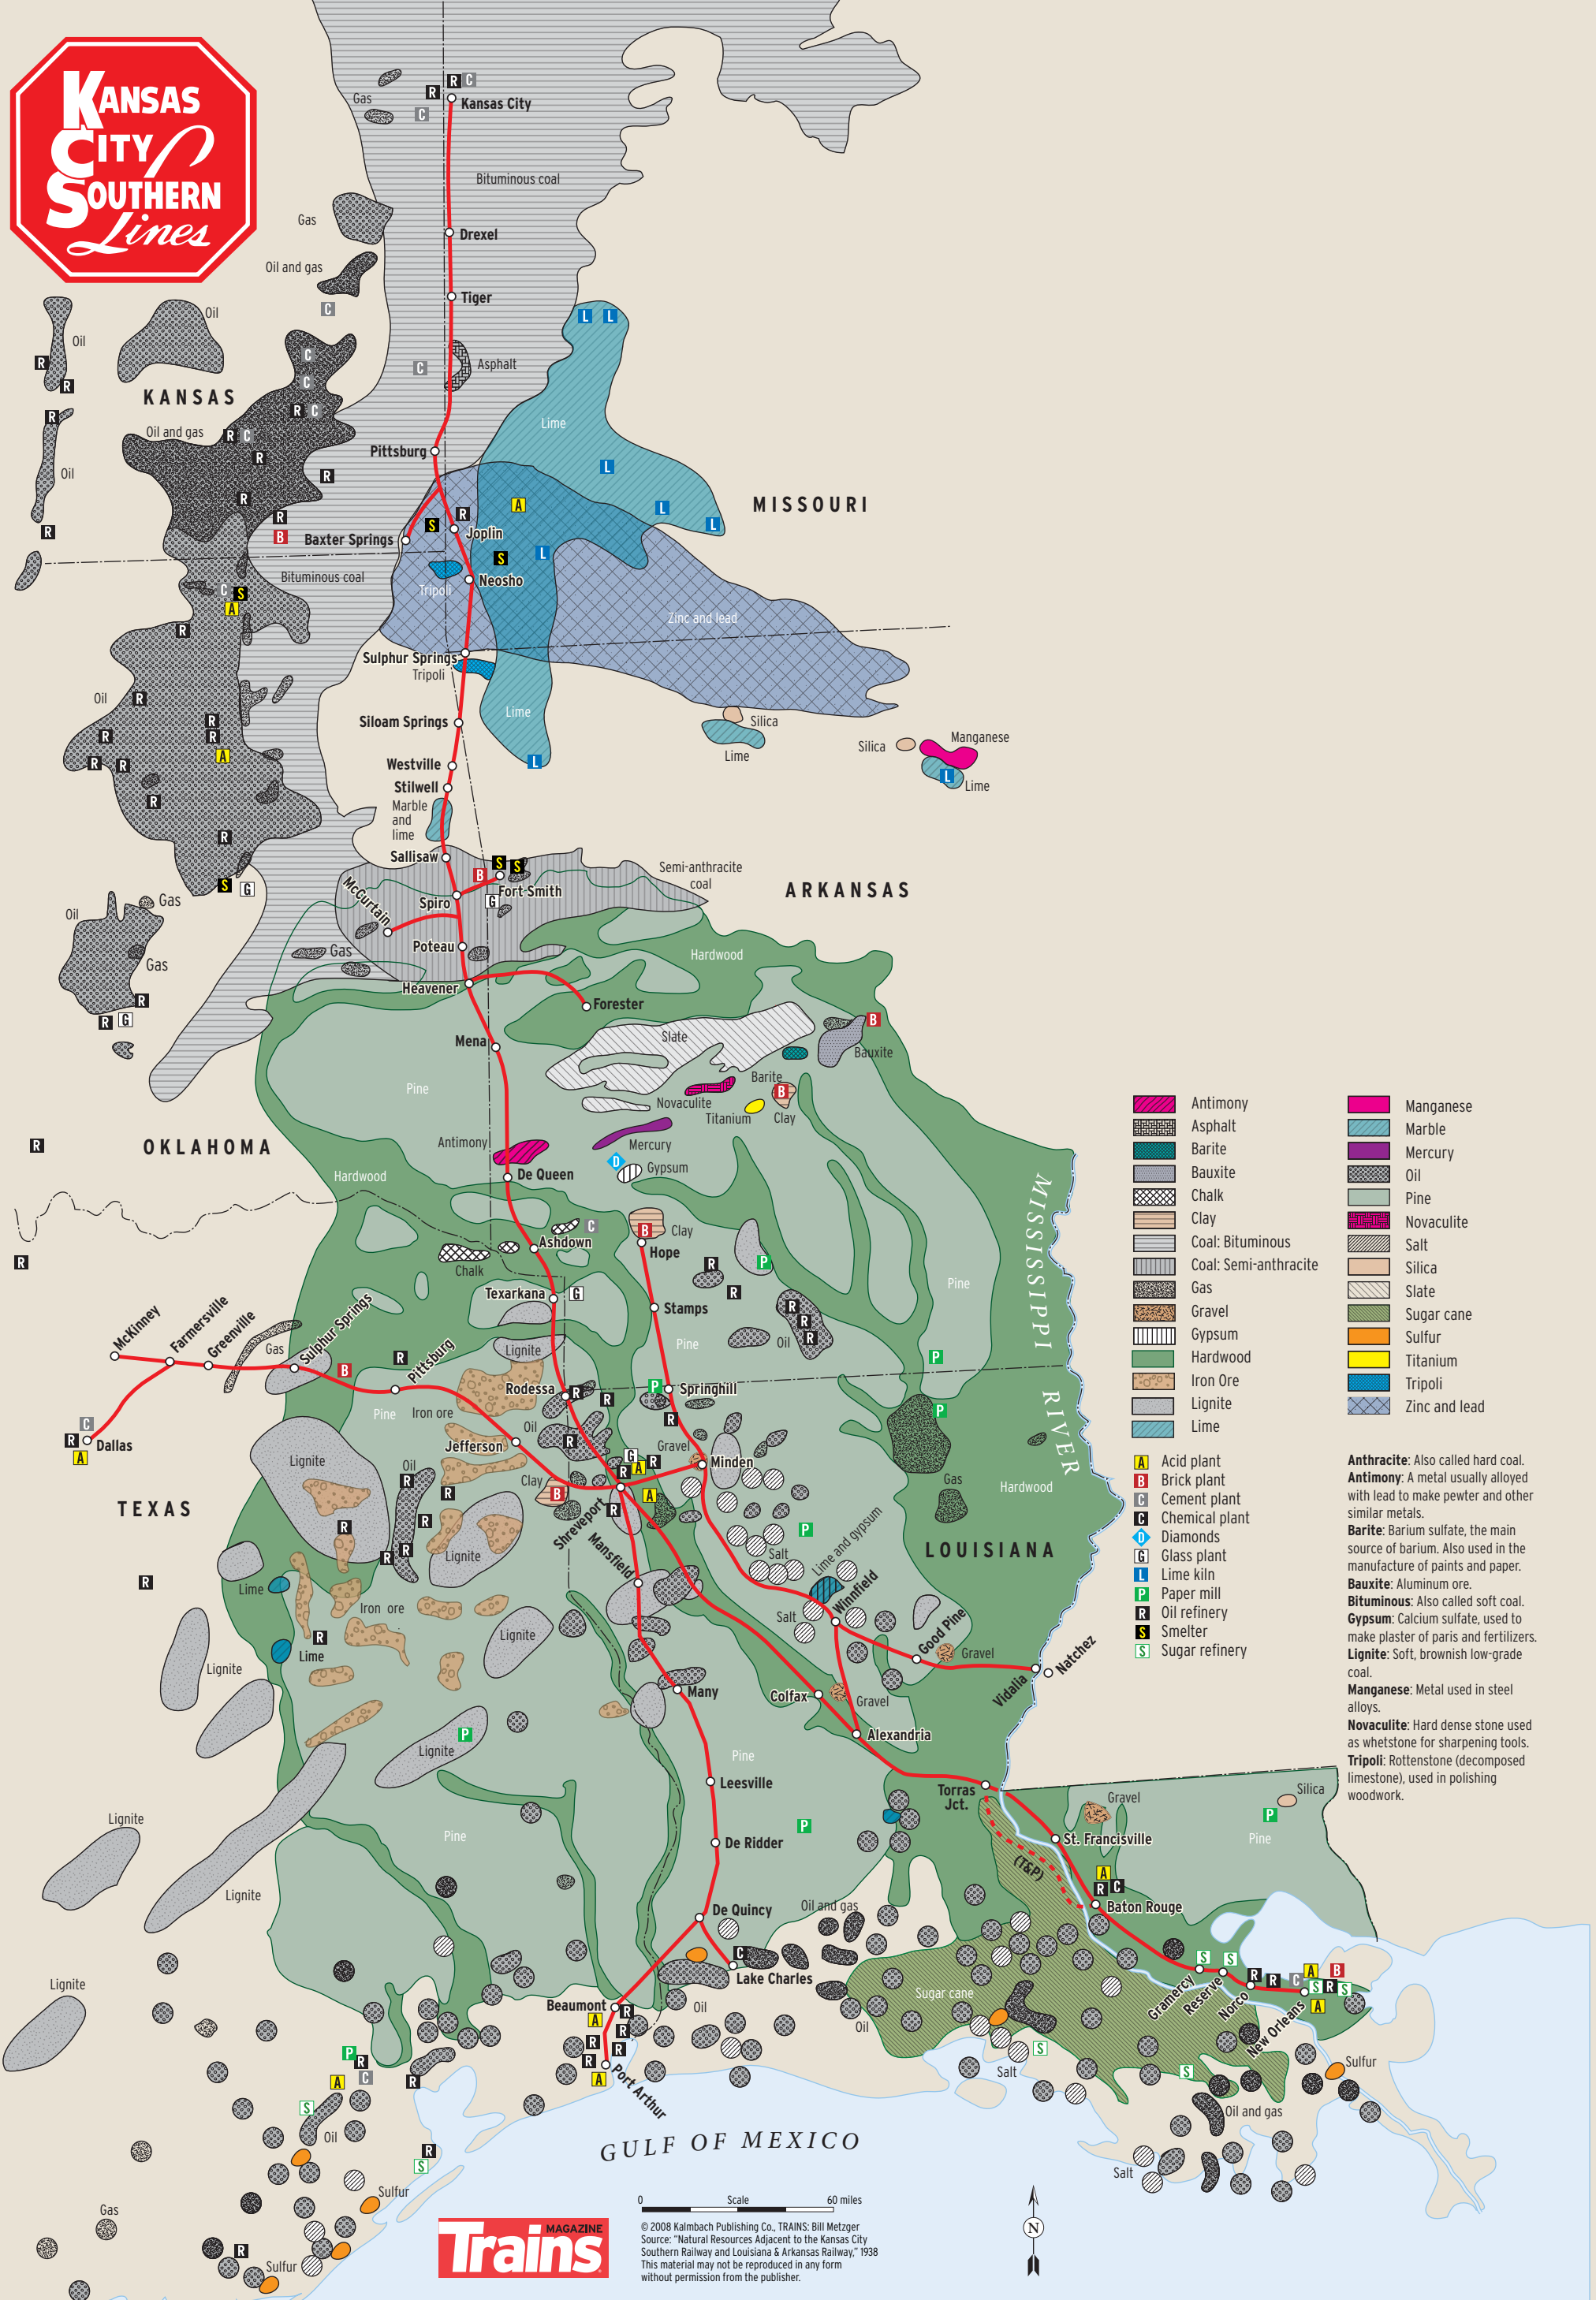 KANSAS
CITY
SOUTHERN
Lines
R
C
R
Gas
Kansas City
C
Bituminous coal
Gas
Drexel
Oil and gas
C
Tiger
Oil
Oil
L
L
R
R
C
C
Asphalt
C
KANSAS
R
C
R
Lime
Oil and gas
R
C
Pittsburg
R
Oil
R
L
R
MISSOURI
A
L
R
S
R
L
R
B
Baxter Springs
Joplin
L
S
Bituminous coal
Neosho
C
S
Tripoli
A
Zinc and lead
R
Sulphur Springs
Tripoli
Oil
R
Lime
R
Siloam Springs
Silica
R
R
Silica
Manganese
A
Lime
R
R
Westville
L
L
Lime
Stilwell
R
Marble
and
lime
R
Sallisaw
S
S
Semi-anthracite
coal
B
S
G
McCurtain
Fort Smith
ARKANSAS
Gas
Spiro
G
Oil
Poteau
Gas
Hardwood
Gas
Heavener
R
Forester
R
G
B
Mena
Slate
Bauxite
Pine
Barite
B
Novaculite
Titanium
Clay
R
OKLAHOMA
Antimony
Mercury
D
Gypsum
Hardwood
De Queen
C
B
Clay
Ashdown
Hope
R
Chalk
R
P
Texarkana
G
R
Pine
MISSISSIPPI
RIVER
McKinney
Farmersville
Greenville
Sulphur Springs
Stamps
R
R
Gas
Pittsburg
Lignite
Pine
Oil
R
B
R
P
Rodessa
R
P
Springhill
R
Pine
Iron ore
P
C
R
Dallas
Oil
R
A
Jefferson
R
Gravel
Lignite
G
Minden
Oil
R
A
R
R
Clay
Gas
Hardwood
TEXAS
R
B
A
R
Shreveport
R
R
P
R
R
Mansfield
Salt
Lime and gypsum
LOUISIANA
Lignite
R
Lime
Winnfield
Iron ore
Salt
Good Pine
R
Lignite
Gravel
Natchez
Lime
Lignite
Vidalia
Many
Colfax
Gravel
P
Alexandria
Lignite
Pine
Leesville
Torras
Jct.
Silica
Gravel
Lignite
P
Pine
P
De Ridder
St. Francisville
Pine
(T&P)
A
Lignite
R
C
De Quincy
Oil and gas
Baton Rouge
C
S
S
Lignite
Lake Charles
R
R
C
A
B
S
R
S
Sugar cane
Gramercy
Reserve
Norco
New Orleans
Beaumont
R
Oil
A
A
R
Oil
R
R
P
R
R
S
Sulfur
C
Port Arthur
Salt
S
A
R
A
S
Oil and gas
Oil
R
S
GULF OF MEXICO
Salt
Sulfur
Gas
R
Sulfur
Antimony
Asphalt
Barite
Bauxite
Chalk
Clay
Coal: Bituminous
Coal: Semi-anthracite
Gas
Gravel
Gypsum
Hardwood
Iron Ore
Lignite
Lime
Manganese
Marble
Mercury
Oil
Pine
Novaculite
Salt
Silica
Slate
Sugar cane
Sulfur
Titanium
Tripoli
Zinc and lead
A Acid plant
B Brick plant
C Cement plant
C Chemical plant
D Diamonds
G Glass plant
L Lime kiln
P Paper mill
R Oil refinery
S Smelter
S Sugar refinery
Anthracite: Also called hard coal.
Antimony: A metal usually alloyed
with lead to make pewter and other
similar metals.
Barite: Barium sulfate, the main
source of barium. Also used in the
manufacture of paints and paper.
Bauxite: Aluminum ore.
Bituminous: Also called soft coal.
Gypsum: Calcium sulfate, used to
make plaster of paris and fertilizers.
Lignite: Soft, brownish low-grade
coal.
Manganese: Metal used in steel
alloys.
Novaculite: Hard dense stone used
as whetstone for sharpening tools.
Tripoli: Rottenstone (decomposed
limestone), used in polishing
woodwork.
Trains
MAGAZINE
0 Scale 60 miles
© 2008 Kalmbach Publishing Co., TRAINS: Bill Metzger
Source: "Natural Resources Adjacent to the Kansas City
Southern Railway and Louisiana & Arkansas Railway," 1938
This material may not be reproduced in any form
without permission from the publisher.
N